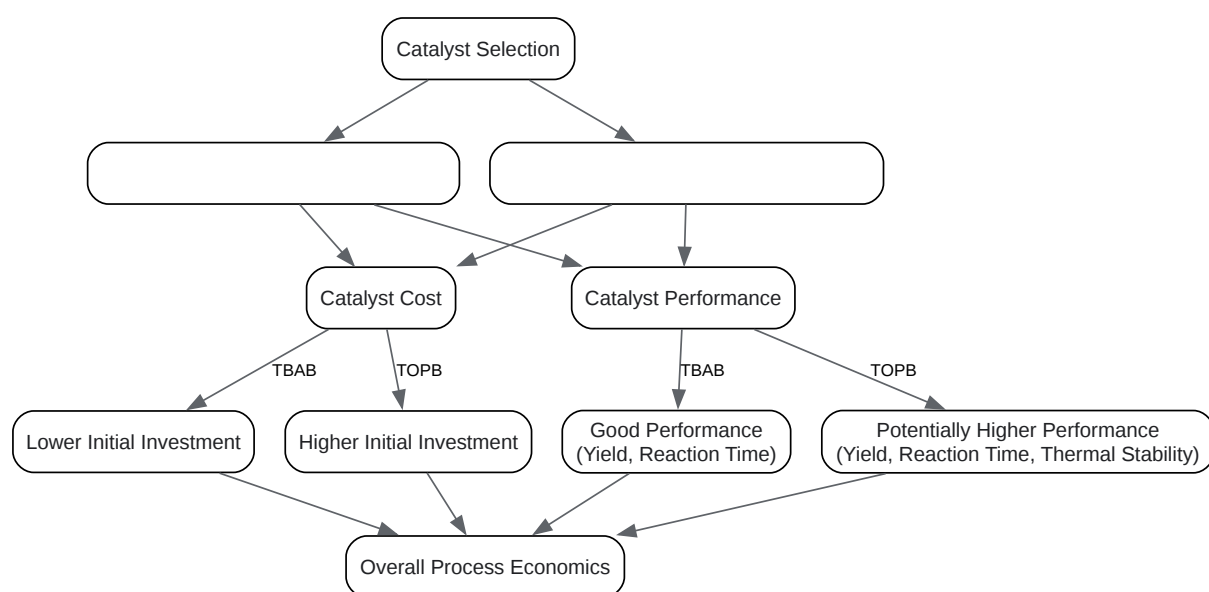 Catalyst Selection
Catalyst Cost
Catalyst Performance
TBAB
TOPB
TBAB
TOPB
Lower Initial Investment
Higher Initial Investment
Good Performance
(Yield, Reaction Time)
Potentially Higher Performance
(Yield, Reaction Time, Thermal Stability)
Overall Process Economics